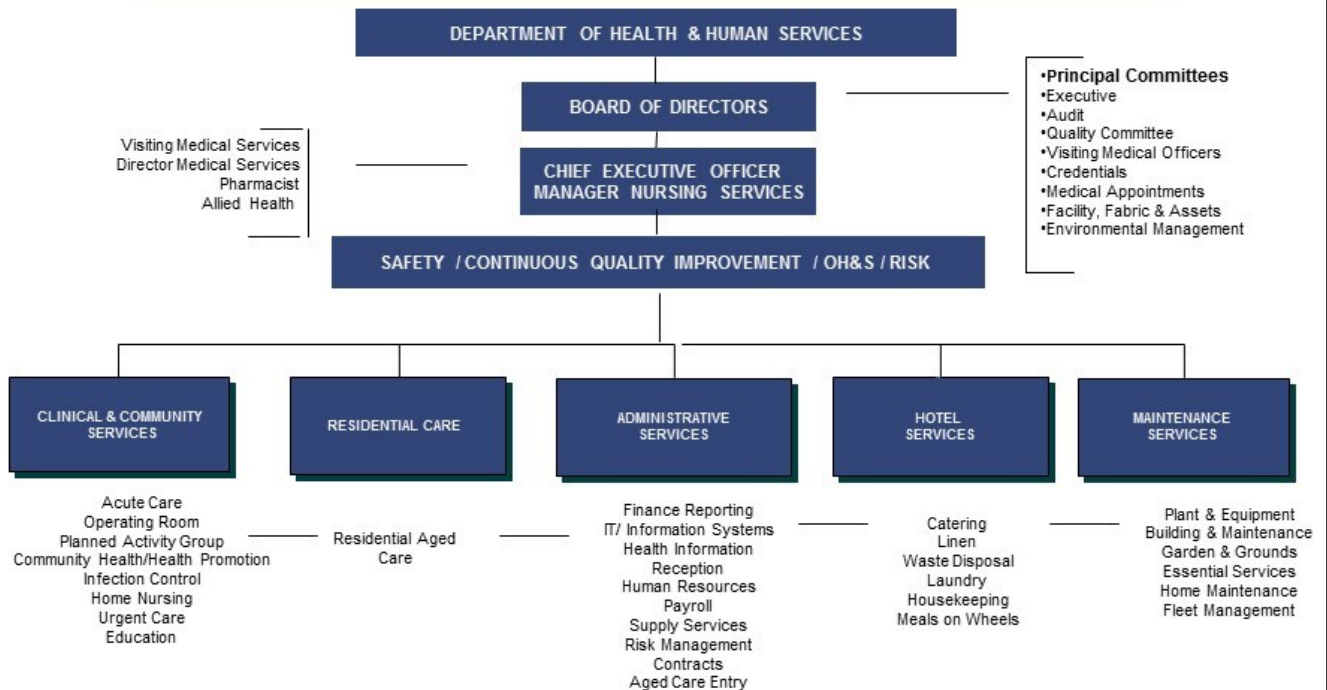 DEPARTMENT OF HEALTH & HUMAN SERVICES
BOARD OF DIRECTORS
•Principal Committees
•Executive
•Audit
•Quality Committee
•Visiting Medical Officers
•Credentials
•Medical Appointments
•Facility, Fabric & Assets
•Environmental Management
Visiting Medical Services
Director Medical Services
Pharmacist
Allied Health
CHIEF EXECUTIVE OFFICER
MANAGER NURSING SERVICES
SAFETY / CONTINUOUS QUALITY IMPROVEMENT / OH&S / RISK
CLINICAL & COMMUNITY
SERVICES
Acute Care
Operating Room
Planned Activity Group
Community Health/Health Promotion
Infection Control
Home Nursing
Urgent Care
Education
RESIDENTIAL CARE
Residential Aged
Care
ADMINISTRATIVE
SERVICES
Finance Reporting
IT/ Information Systems
Health Information
Reception
Human Resources
Payroll
Supply Services
Risk Management
Contracts
Aged Care Entry
HOTEL
SERVICES
Catering
Linen
Waste Disposal
Laundry
Housekeeping
Meals on Wheels
MAINTENANCE
SERVICES
Plant & Equipment
Building & Maintenance
Garden & Grounds
Essential Services
Home Maintenance
Fleet Management